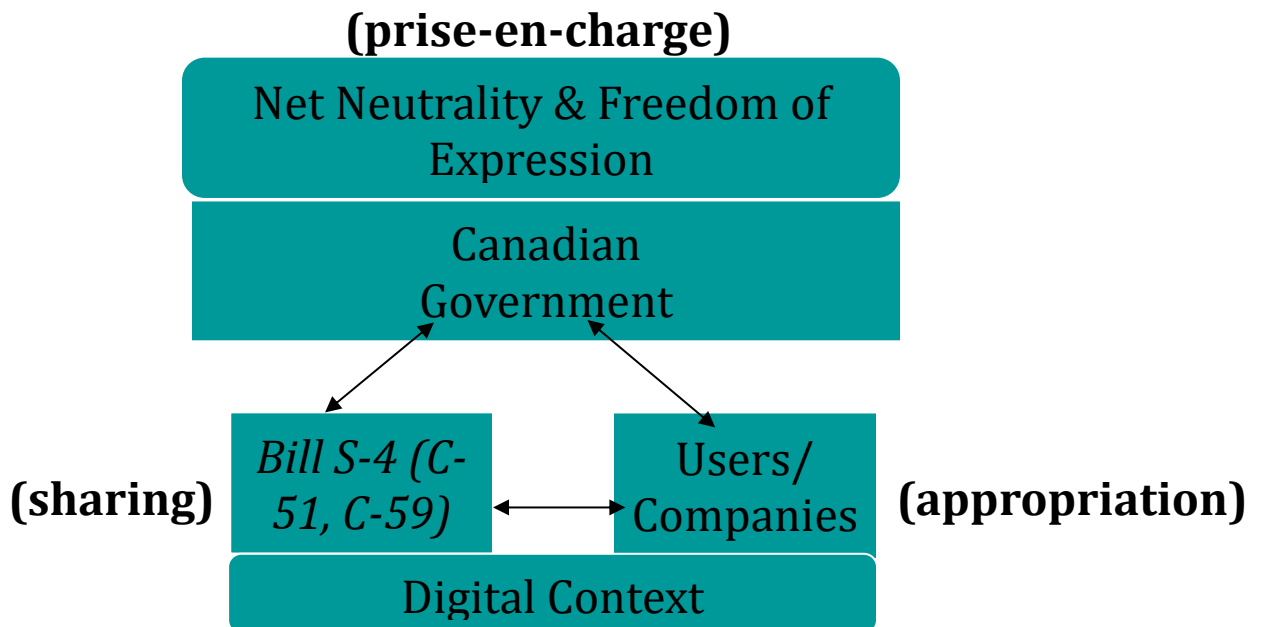 (prise-en-charge)
Net Neutrality & Freedom of
Expression
Canadian
Government
(sharing)
Bill S-4 (C-
51, C-59)
Users/
Companies
(appropriation)
Digital Context